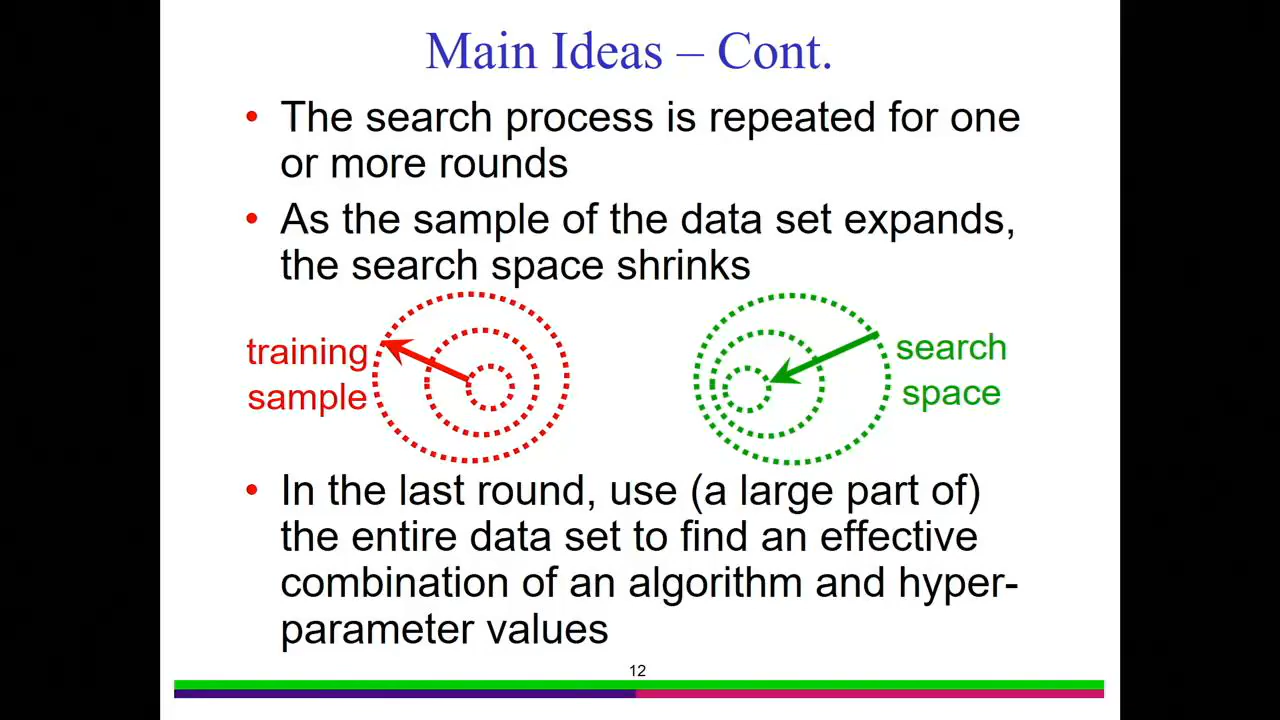 Main Ideas – Cont.
• The search process is repeated for one
or more rounds
• As the sample of the data set expands,
the search space shrinks
training
sample
search
space
• In the last round, use (a large part of)
the entire data set to find an effective
combination of an algorithm and hyper-
parameter values
12